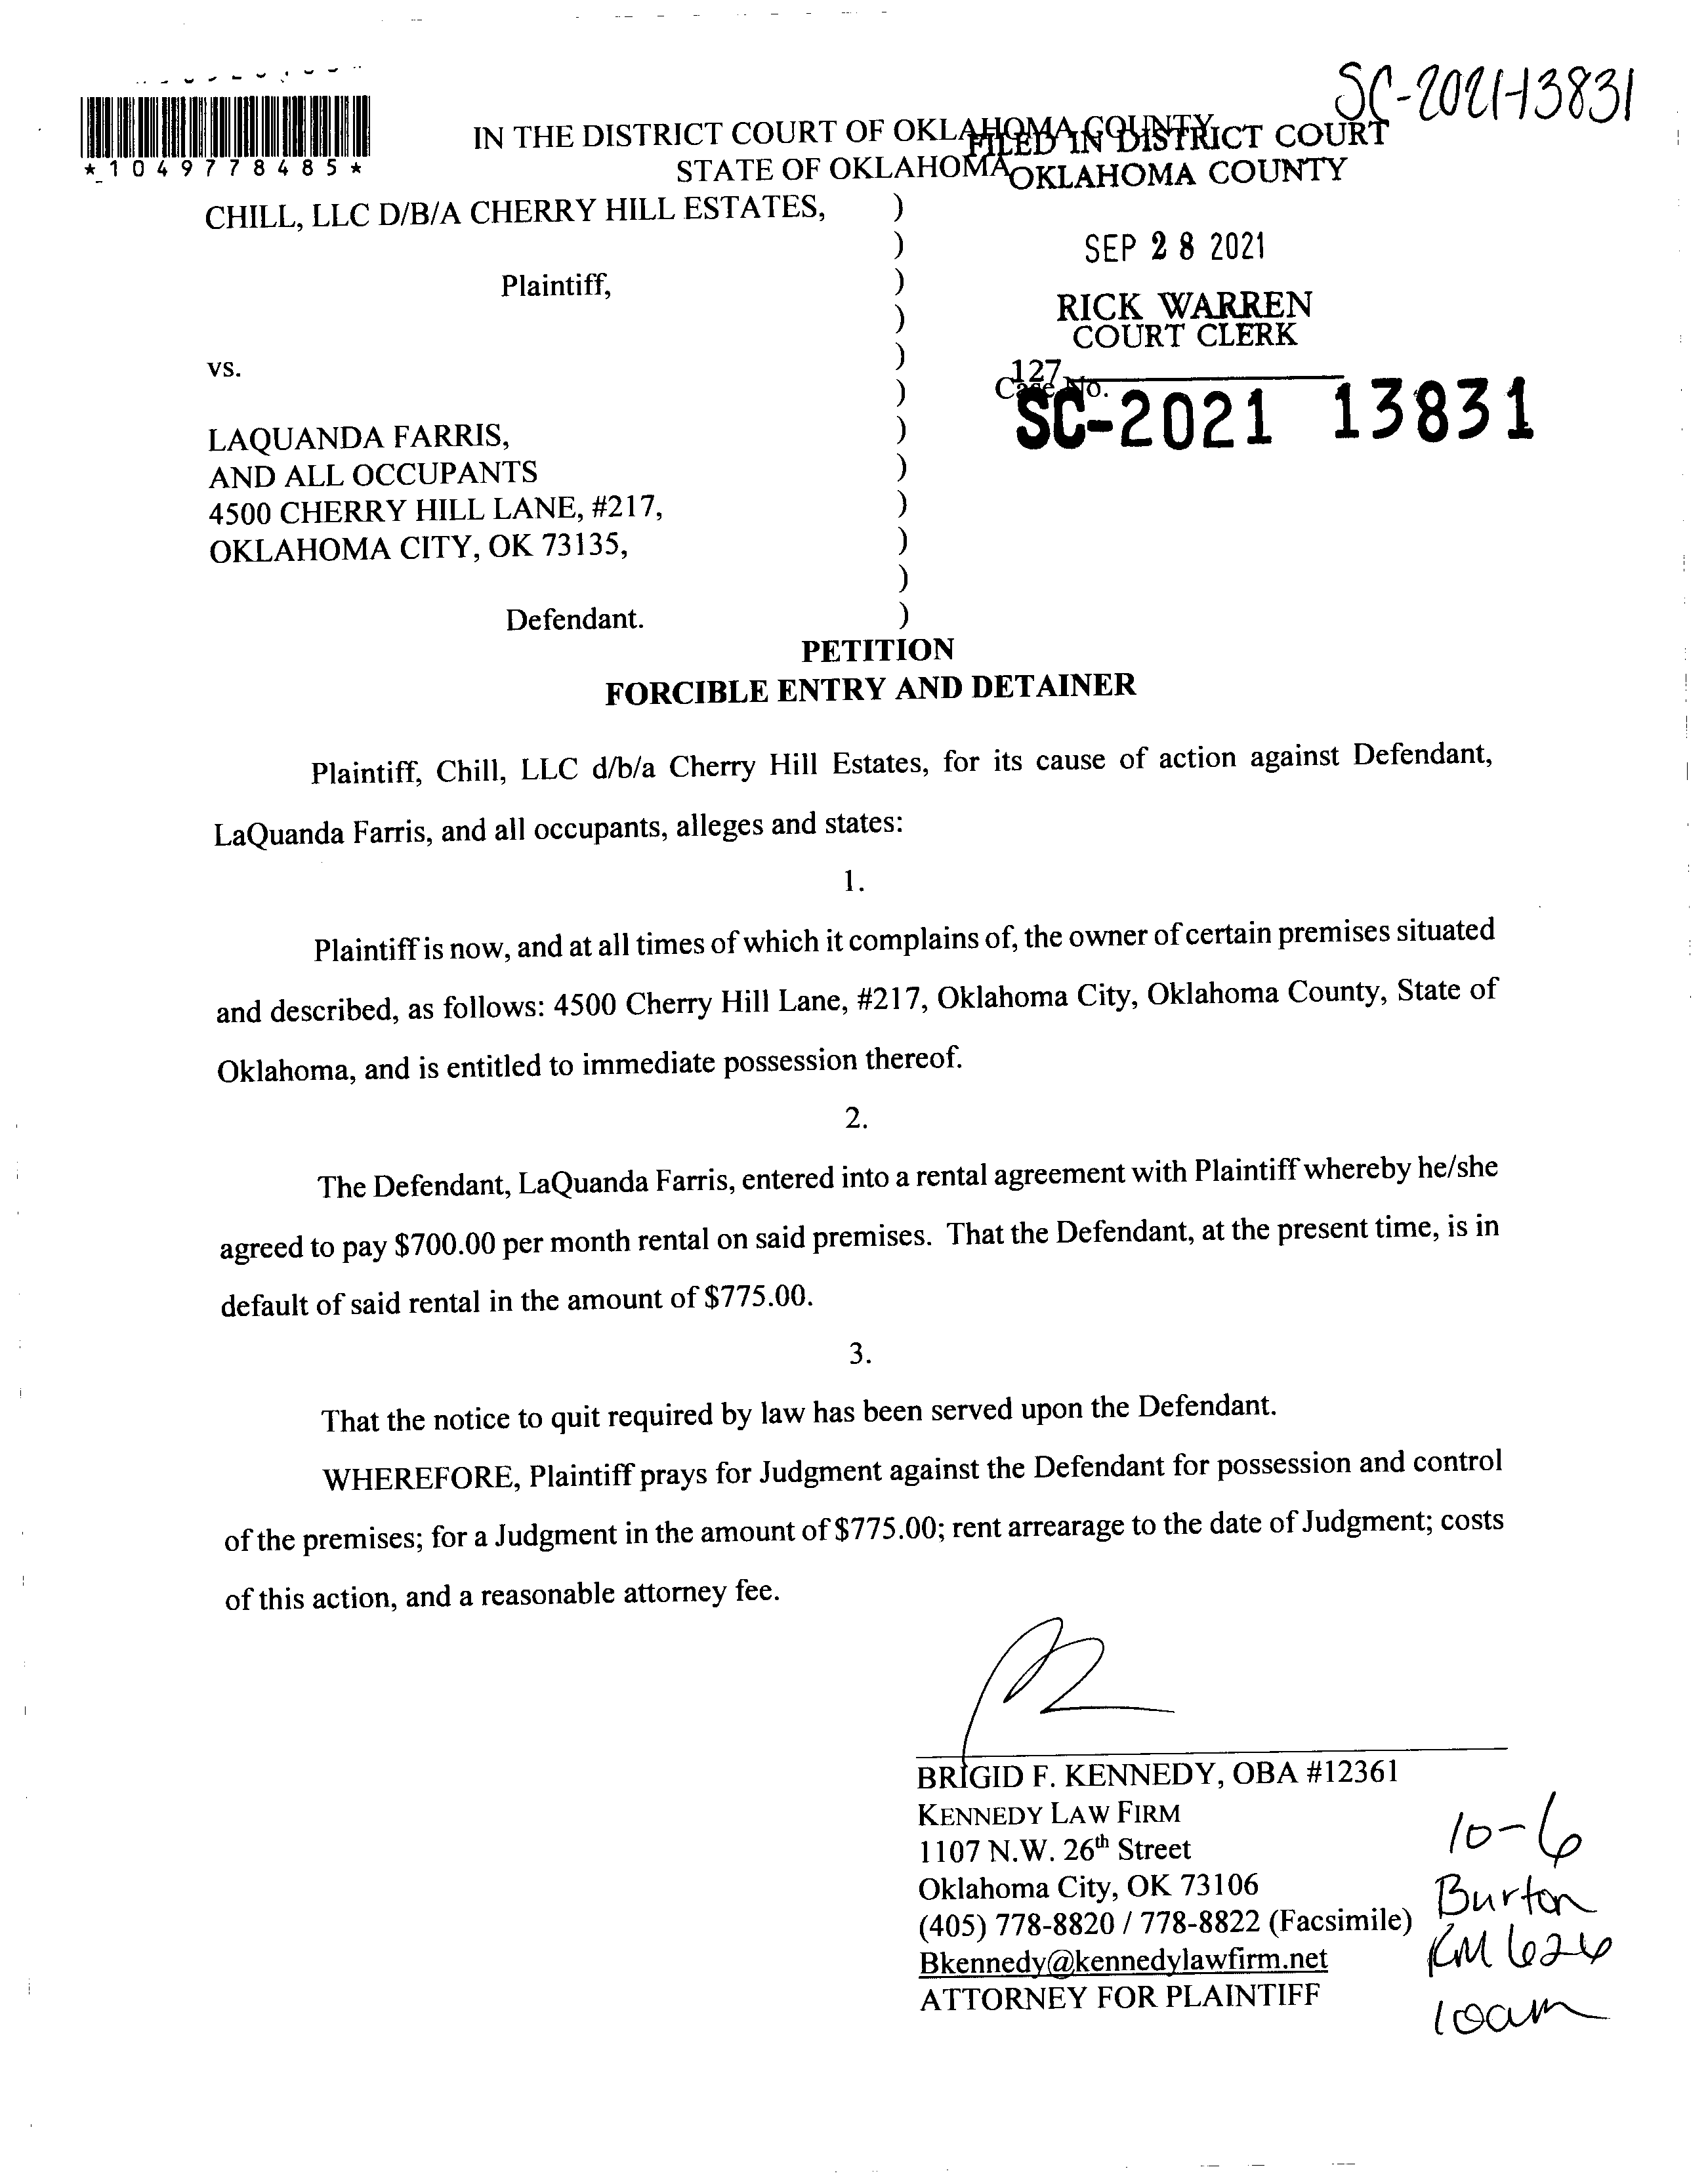 SC-2021-13831
*1049778485*
IN THE DISTRICT COURT OF OKLAHOMA COUNTY
STATE OF OKLAHOMA
FILED IN DISTRICT COURT
OKLAHOMA COUNTY
CHILL, LLC D/B/A CHERRY HILL ESTATES, )
)
SEP 28 2021
Plaintiff, )
)
RICK WARREN
COURT CLERK
vs. )
127
Case No.
)
SC-2021 13831
LAQUANDA FARRIS, )
AND ALL OCCUPANTS )
4500 CHERRY HILL LANE, #217, )
OKLAHOMA CITY, OK 73135, )
)
Defendant. )
PETITION
FORCIBLE ENTRY AND DETAINER
Plaintiff, Chill, LLC d/b/a Cherry Hill Estates, for its cause of action against Defendant,
LaQuanda Farris, and all occupants, alleges and states:
1.
Plaintiff is now, and at all times of which it complains of, the owner of certain premises situated
and described, as follows: 4500 Cherry Hill Lane, #217, Oklahoma City, Oklahoma County, State of
Oklahoma, and is entitled to immediate possession thereof.
2.
The Defendant, LaQuanda Farris, entered into a rental agreement with Plaintiff whereby he/she
agreed to pay $700.00 per month rental on said premises. That the Defendant, at the present time, is in
default of said rental in the amount of $775.00.
3.
That the notice to quit required by law has been served upon the Defendant.
WHEREFORE, Plaintiff prays for Judgment against the Defendant for possession and control
of the premises; for a Judgment in the amount of $775.00; rent arrearage to the date of Judgment; costs
of this action, and a reasonable attorney fee.
BRIGID F. KENNEDY, OBA #12361
KENNEDY LAW FIRM
1107 N.W. 26th Street
Oklahoma City, OK 73106
(405) 778-8820 / 778-8822 (Facsimile)
Bkennedy@kennedylawfirm.net
ATTORNEY FOR PLAINTIFF
10-6
Burton
RM 626
10am